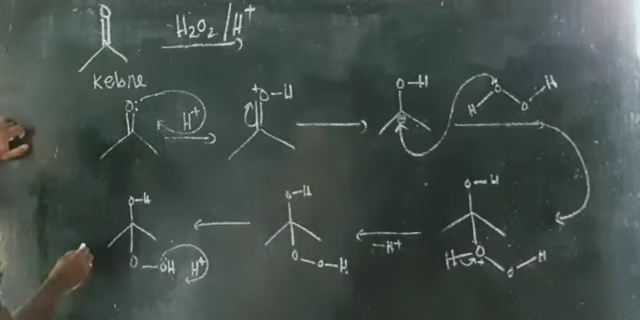 O
H₂O₂/H⁺
Ketone
O: H⁺ +O-H O-H H O O H
O-H O-H O-H
O-OH H⁺ O O-H -H⁺ H-O+ O H